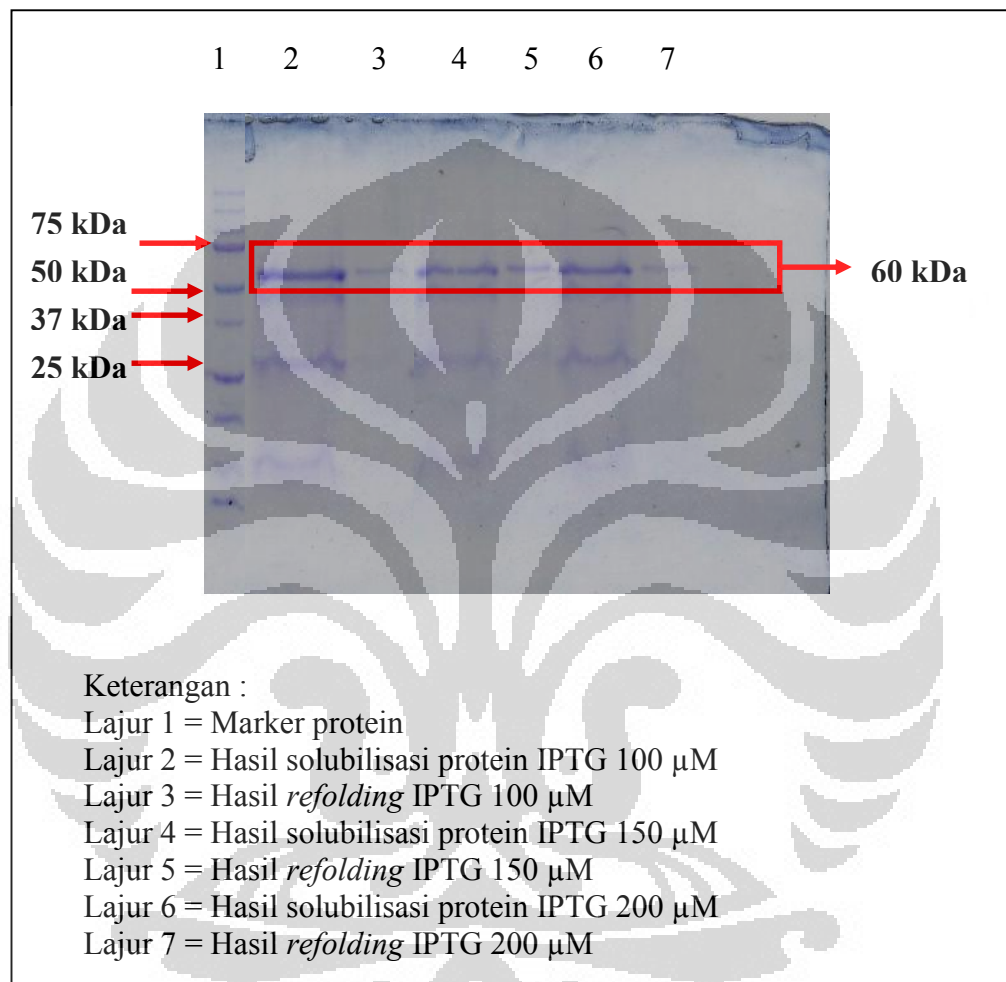 1 2 3 4 5 6 7
75 kDa
50 kDa
60 kDa
37 kDa
25 kDa
Keterangan :
Lajur 1 = Marker protein
Lajur 2 = Hasil solubilisasi protein IPTG 100 µM
Lajur 3 = Hasil refolding IPTG 100 µM
Lajur 4 = Hasil solubilisasi protein IPTG 150 µM
Lajur 5 = Hasil refolding IPTG 150 µM
Lajur 6 = Hasil solubilisasi protein IPTG 200 µM
Lajur 7 = Hasil refolding IPTG 200 µM